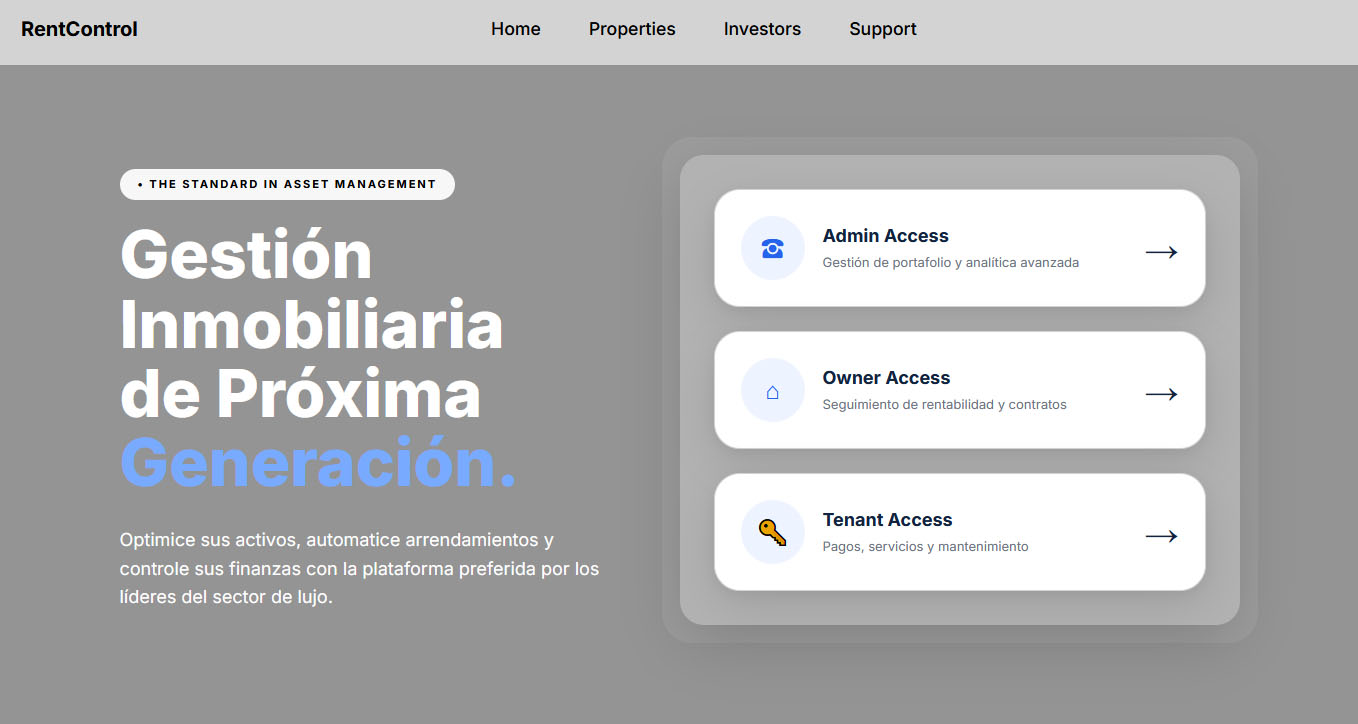 RentControl
Home
Properties
Investors
Support
• THE STANDARD IN ASSET MANAGEMENT
Gestión
Inmobiliaria
de Próxima
Generación.
Optimice sus activos, automatice arrendamientos y
controle sus finanzas con la plataforma preferida por los
líderes del sector de lujo.
Admin Access
Gestión de portafolio y analítica avanzada
Owner Access
Seguimiento de rentabilidad y contratos
Tenant Access
Pagos, servicios y mantenimiento